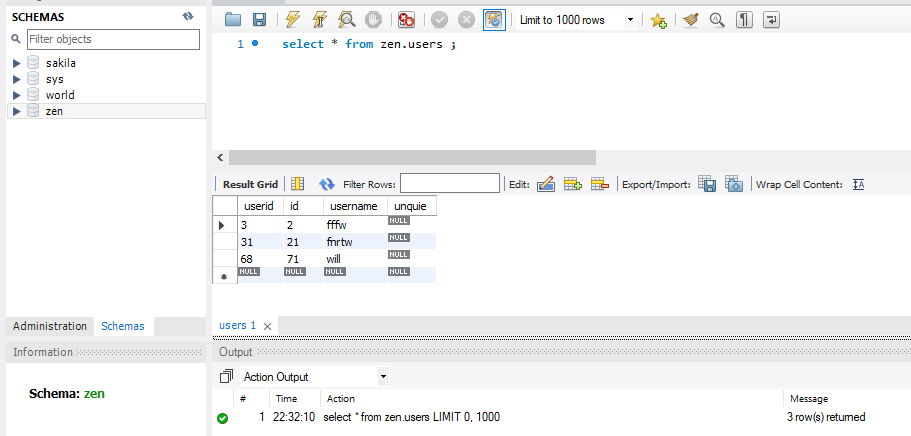 SCHEMAS
Filter objects
sakila
sys
world
zen
Administration Schemas
Information
Schema: zen
Limit to 1000 rows
1 select * from zen.users ;
Result Grid Filter Rows: Edit: Export/Import: Wrap Cell Content: IA
userid id username unquie
3 2 fffw NULL
31 21 fnrtw NULL
68 71 will NULL
NULL NULL NULL NULL
users 1
Output
Action Output
# Time Action Message
1 22:32:10 select * from zen.users LIMIT 0, 1000 3 row(s) returned